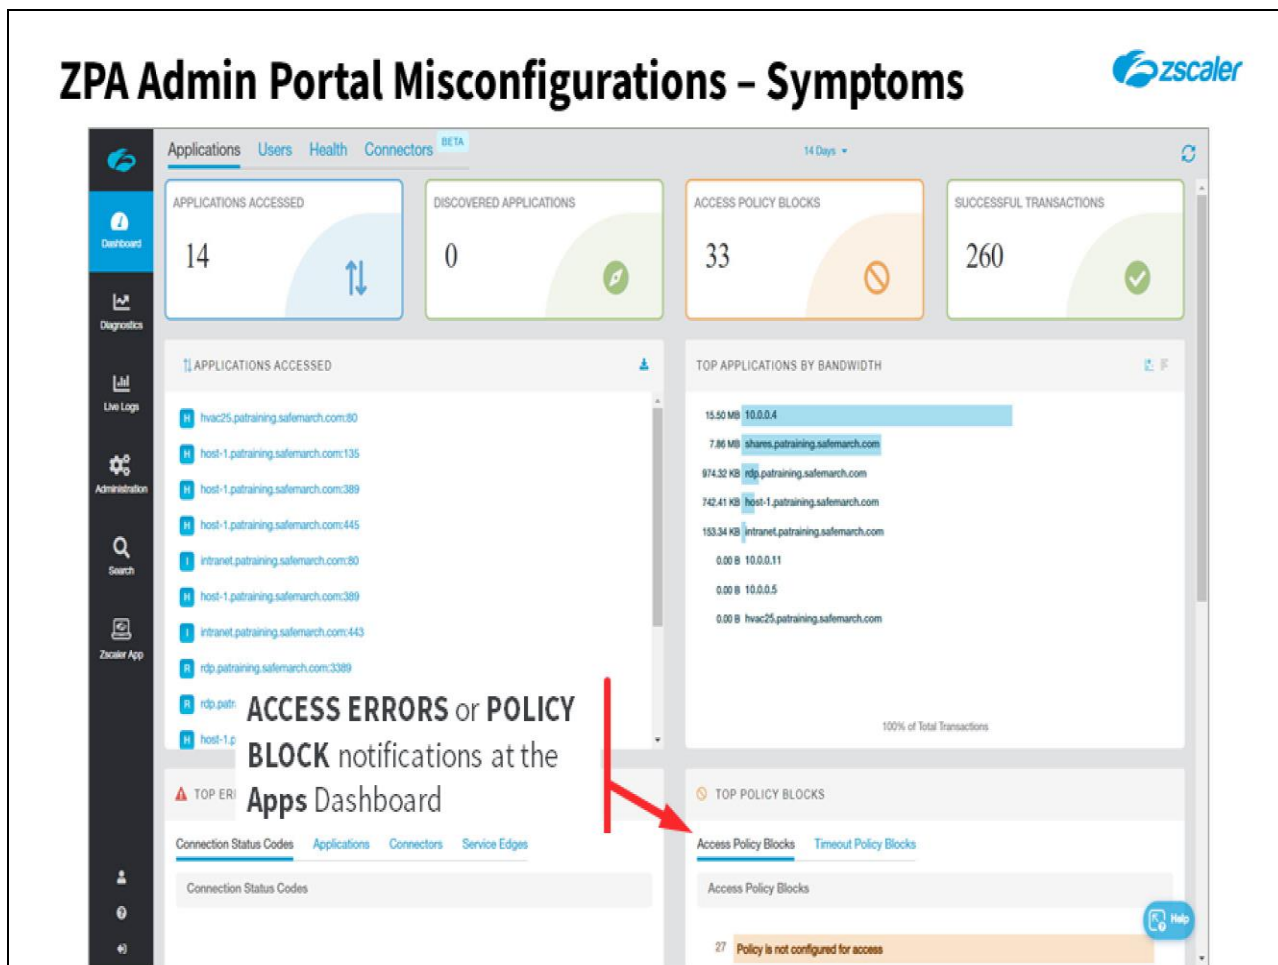 ZPA Admin Portal Misconfigurations – Symptoms
zscaler
Applications Users Health Connectors BETA
14 Days
Dashboard
Diagnostics
Live Logs
Administration
Search
Zscaler App
APPLICATIONS ACCESSED
14
DISCOVERED APPLICATIONS
0
ACCESS POLICY BLOCKS
33
SUCCESSFUL TRANSACTIONS
260
APPLICATIONS ACCESSED
H hvac25.patraining.safemarch.com:80
H host-1.patraining.safemarch.com:135
H host-1.patraining.safemarch.com:389
H host-1.patraining.safemarch.com:445
I intranet.patraining.safemarch.com:80
H host-1.patraining.safemarch.com:389
I intranet.patraining.safemarch.com:443
R rdp.patraining.safemarch.com:3389
R rdp.patr
H host-1.p
TOP APPLICATIONS BY BANDWIDTH
15.50 MB 10.0.0.4
7.86 MB shares.patraining.safemarch.com
974.32 KB rdp.patraining.safemarch.com
742.41 KB host-1.patraining.safemarch.com
153.34 KB intranet.patraining.safemarch.com
0.00 B 10.0.0.11
0.00 B 10.0.0.5
0.00 B hvac25.patraining.safemarch.com
100% of Total Transactions
ACCESS ERRORS or POLICY
BLOCK notifications at the
Apps Dashboard
TOP ER
Connection Status Codes Applications Connectors Service Edges
Connection Status Codes
TOP POLICY BLOCKS
Access Policy Blocks Timeout Policy Blocks
Access Policy Blocks
27 Policy is not configured for access
Help